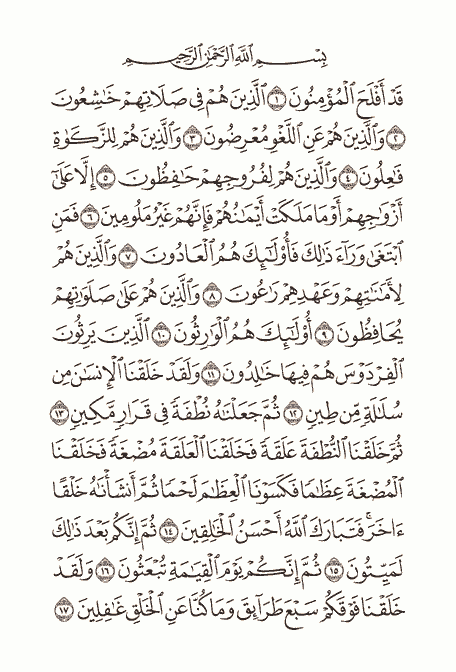 بِسْمِ ٱللَّهِ ٱلرَّحْمَٰنِ ٱلرَّحِيمِ
قَدْ أَفْلَحَ ٱلْمُؤْمِنُونَ ١ ٱلَّذِينَ هُمْ فِى صَلَاتِهِمْ خَٰشِعُونَ
٢ وَٱلَّذِينَ هُمْ عَنِ ٱللَّغْوِ مُعْرِضُونَ ٣ وَٱلَّذِينَ هُمْ لِلزَّكَوٰةِ
فَٰعِلُونَ ٤ وَٱلَّذِينَ هُمْ لِفُرُوجِهِمْ حَٰفِظُونَ ٥ إِلَّا عَلَىٰٓ
أَزْوَٰجِهِمْ أَوْ مَا مَلَكَتْ أَيْمَٰنُهُمْ فَإِنَّهُمْ غَيْرُ مَلُومِينَ ٦ فَمَنِ
ٱبْتَغَىٰ وَرَآءَ ذَٰلِكَ فَأُو۟لَٰٓئِكَ هُمُ ٱلْعَادُونَ ٧ وَٱلَّذِينَ هُمْ
لِأَمَٰنَٰتِهِمْ وَعَهْدِهِمْ رَٰعُونَ ٨ وَٱلَّذِينَ هُمْ عَلَىٰ صَلَوَٰتِهِمْ
يُحَافِظُونَ ٩ أُو۟لَٰٓئِكَ هُمُ ٱلْوَٰرِثُونَ ١٠ ٱلَّذِينَ يَرِثُونَ
ٱلْفِرْدَوْسَ هُمْ فِيهَا خَٰلِدُونَ ١١ وَلَقَدْ خَلَقْنَا ٱلْإِنسَٰنَ مِن
سُلَٰلَةٍ مِّن طِينٍ ١٢ ثُمَّ جَعَلْنَٰهُ نُطْفَةً فِى قَرَارٍ مَّكِينٍ ١٣
ثُمَّ خَلَقْنَا ٱلنُّطْفَةَ عَلَقَةً فَخَلَقْنَا ٱلْعَلَقَةَ مُضْغَةً فَخَلَقْنَا
ٱلْمُضْغَةَ عِظَٰمًا فَكَسَوْنَا ٱلْعِظَٰمَ لَحْمًا ثُمَّ أَنشَأْنَٰهُ خَلْقًا
ءَاخَرَ ۚ فَتَبَارَكَ ٱللَّهُ أَحْسَنُ ٱلْخَٰلِقِينَ ١٤ ثُمَّ إِنَّكُم بَعْدَ ذَٰلِكَ
لَمَيِّتُونَ ١٥ ثُمَّ إِنَّكُمْ يَوْمَ ٱلْقِيَٰمَةِ تُبْعَثُونَ ١٦ وَلَقَدْ
خَلَقْنَا فَوْقَكُمْ سَبْعَ طَرَآئِقَ وَمَا كُنَّا عَنِ ٱلْخَلْقِ غَٰفِلِينَ ١٧